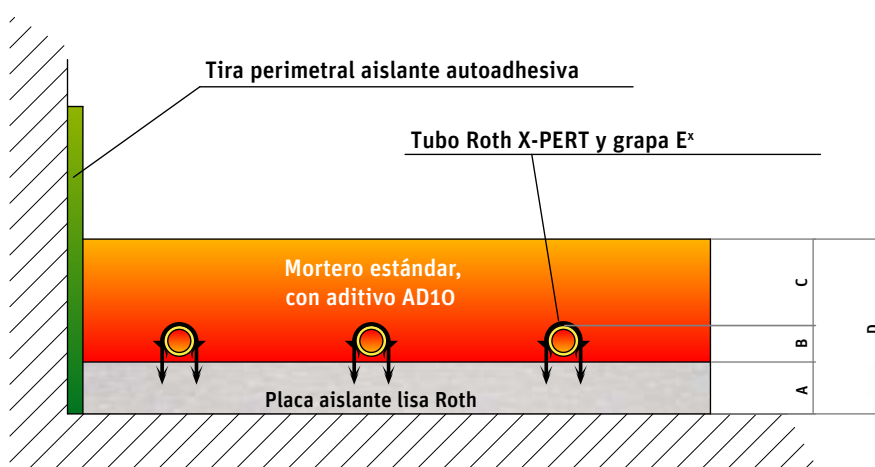 Tira perimetral aislante autoadhesiva
Tubo Roth X-PERT y grapa Eˣ
Mortero estándar,
con aditivo AD10
C
B
A
D
Placa aislante lisa Roth